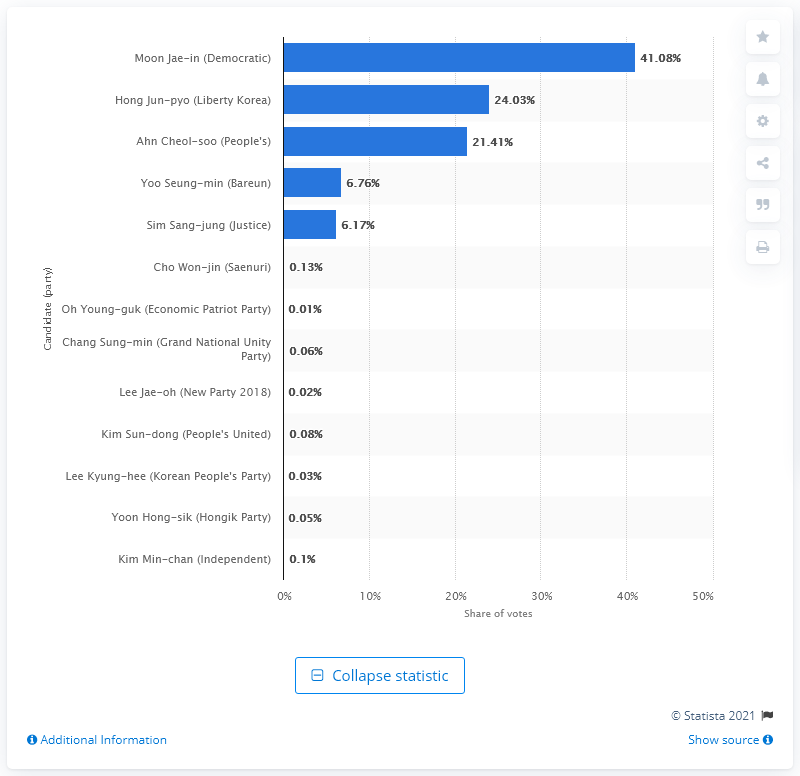 Moon Jae-in (Democratic) 41.08%
Hong Jun-pyo (Liberty Korea) 24.03%
Ahn Cheol-soo (People's) 21.41%
Yoo Seung-min (Bareun) 6.76%
Sim Sang-jung (Justice) 6.17%
Cho Won-jin (Saenuri) 0.13%
Oh Young-guk (Economic Patriot Party) 0.01%
Chang Sung-min (Grand National Unity
Party) 0.06%
Lee Jae-oh (New Party 2018) 0.02%
Kim Sun-dong (People's United) 0.08%
Lee Kyung-hee (Korean People's Party) 0.03%
Yoon Hong-sik (Hongik Party) 0.05%
Kim Min-chan (Independent) 0.1%
Candidate (party)
0% 10% 20% 30% 40% 50%
Share of votes
Collapse statistic
© Statista 2021
Additional Information
Show source